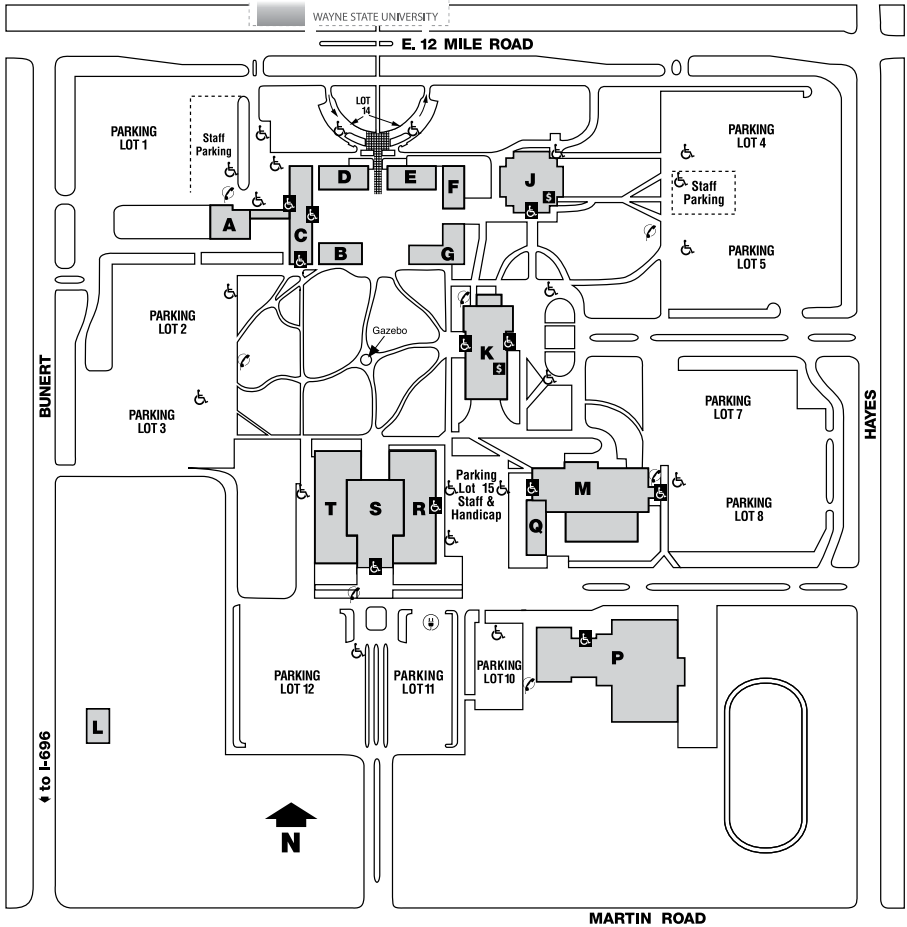 WAYNE STATE UNIVERSITY
E. 12 MILE ROAD
LOT
14
PARKING
LOT 1
Staff
Parking
PARKING
LOT 4
D
E
F
J
$
Staff
Parking
A
C
B
G
PARKING
LOT 5
PARKING
LOT 2
Gazebo
K
$
BUNERT
HAYES
PARKING
LOT 3
PARKING
LOT 7
T
S
R
Parking
Lot 15
Staff &
Handicap
M
Q
PARKING
LOT 8
PARKING
LOT 12
PARKING
LOT 11
PARKING
LOT 10
P
L
to I-696
N
MARTIN ROAD